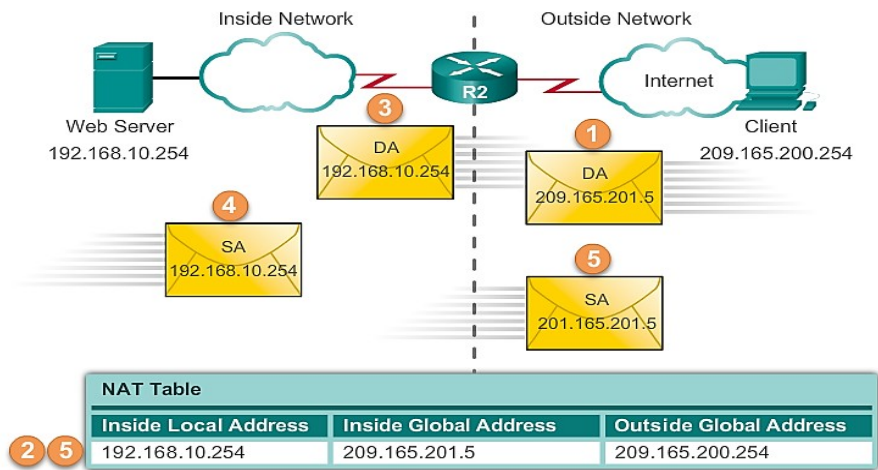 Inside Network
Outside Network
R2
Internet
Web Server
192.168.10.254
Client
209.165.200.254
3
DA
192.168.10.254
1
DA
209.165.201.5
4
SA
192.168.10.254
5
SA
201.165.201.5
NAT Table
Inside Local Address Inside Global Address Outside Global Address
2 5 192.168.10.254 209.165.201.5 209.165.200.254